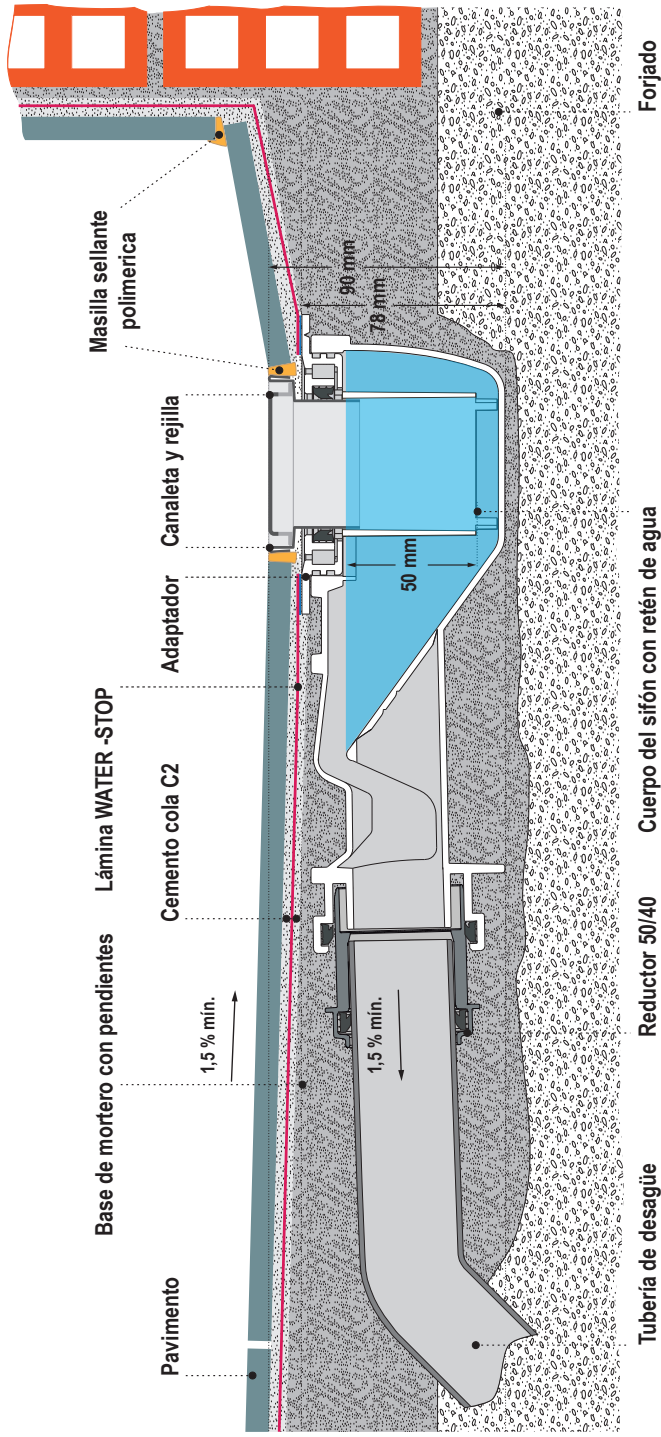 Pavimento
Base de mortero con pendientes
Lámina WATER -STOP
Cemento cola C2
Adaptador
Canaleta y rejilla
Masilla sellante
polimerica
1,5 % mín.
1,5 % mín.
50 mm
78 mm
90 mm
Tubería de desagüe
Reductor 50/40
Cuerpo del sifón con retén de agua
Forjado